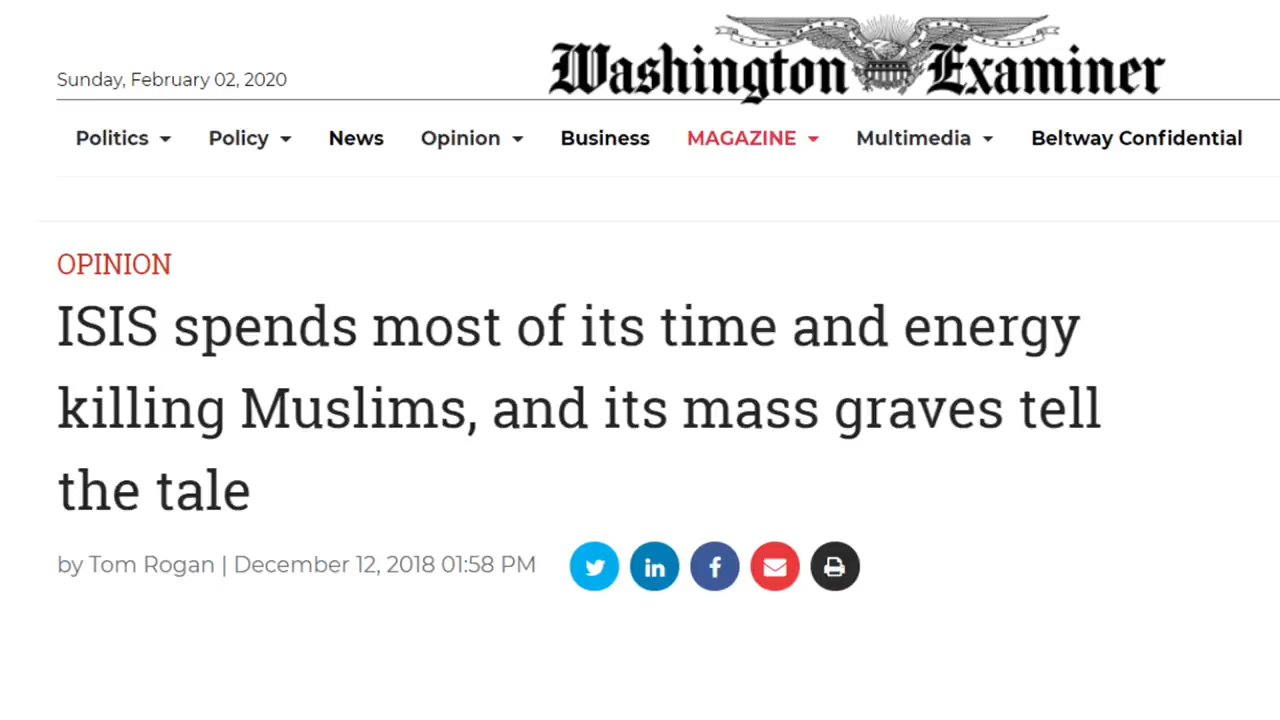 Washington Examiner
Sunday, February 02, 2020
Politics Policy News Opinion Business MAGAZINE Multimedia Beltway Confidential
OPINION
ISIS spends most of its time and energy
killing Muslims, and its mass graves tell
the tale
by Tom Rogan | December 12, 2018 01:58 PM